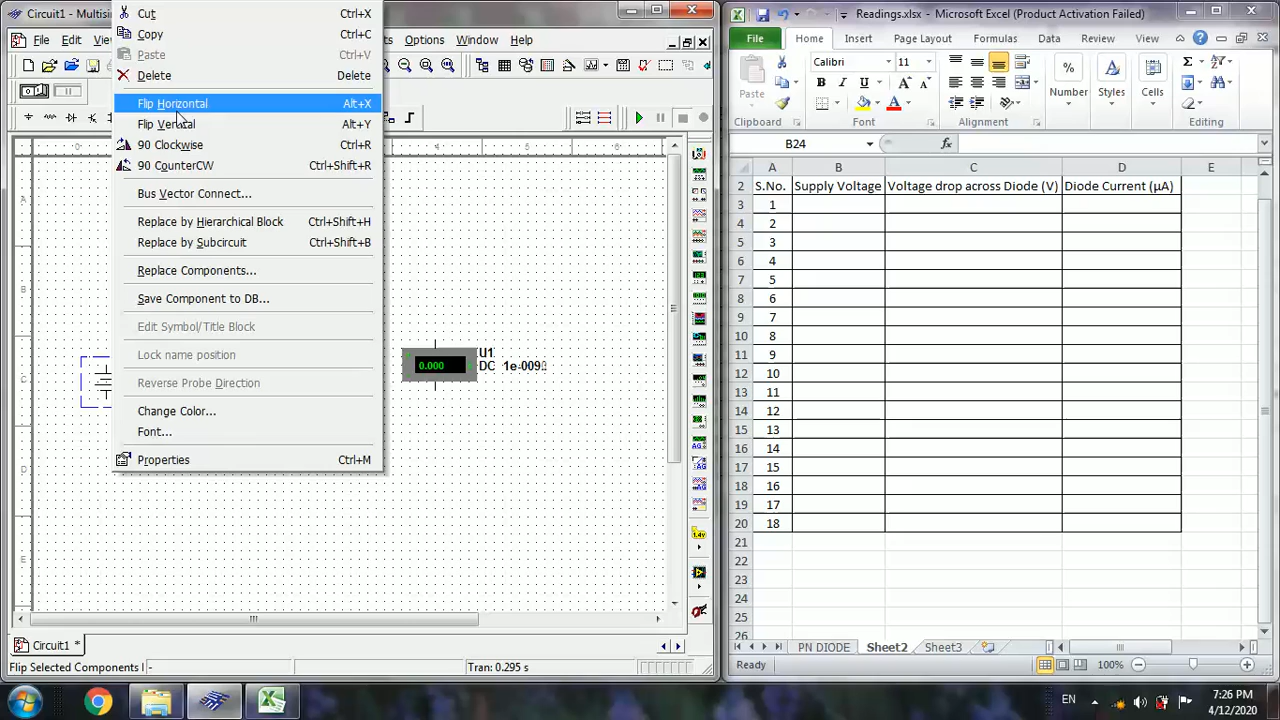 Circuit1 - Multisi
File
Edit
Vi
ts
Options
Window
Help
Cut Ctrl+X
Copy Ctrl+C
Paste Ctrl+V
Delete Delete
Flip Horizontal Alt+X
Flip Vertical Alt+Y
90 Clockwise Ctrl+R
90 CounterCW Ctrl+Shift+R
Bus Vector Connect...
Replace by Hierarchical Block Ctrl+Shift+H
Replace by Subcircuit Ctrl+Shift+B
Replace Components...
Save Component to DB...
Edit Symbol/Title Block
Lock name position
Reverse Probe Direction
Change Color...
Font...
Properties Ctrl+M
0 4 5 6
A
B
C
D
E
0.000
U1
DC 1e-009Ω
Circuit1 *
Flip Selected Components l -
Tran: 0.295 s
Readings.xlsx - Microsoft Excel (Product Activation Failed)
File Home Insert Page Layout Formulas Data Review View
Paste
Calibri 11
B I U
% Number
Styles
Cells
Clipboard Font Alignment Editing
B24 fx
A B C D E
2 S.No. Supply Voltage Voltage drop across Diode (V) Diode Current (μA)
3 1
4 2
5 3
6 4
7 5
8 6
9 7
10 8
11 9
12 10
13 11
14 12
15 13
16 14
17 15
18 16
19 17
20 18
21
22
23
24
25
26
PN DIODE Sheet2 Sheet3
Ready 100%
EN
7:26 PM
4/12/2020